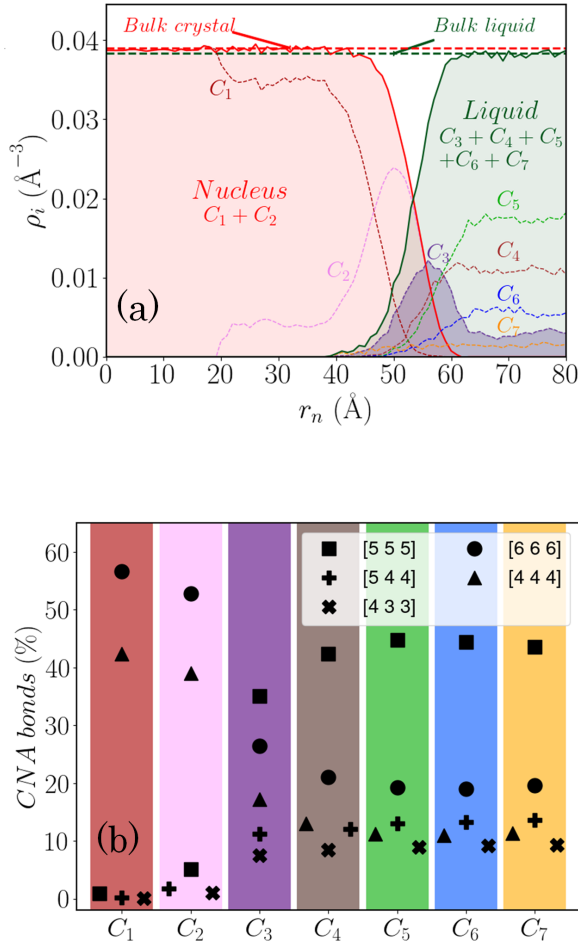 Bulk crystal
Bulk liquid
0.04
0.03
0.02
0.01
0.00
ρᵢ (Å⁻³)
C₁
Nucleus
C₁ + C₂
C₂
C₃
Liquid
C₃ + C₄ + C₅
+C₆ + C₇
C₅
C₄
C₆
C₇
(a)
0 10 20 30 40 50 60 70 80
rₙ (Å)
60
50
40
30
20
10
0
CNA bonds (%)
[5 5 5]
[5 4 4]
[4 3 3]
[6 6 6]
[4 4 4]
(b)
C₁ C₂ C₃ C₄ C₅ C₆ C₇